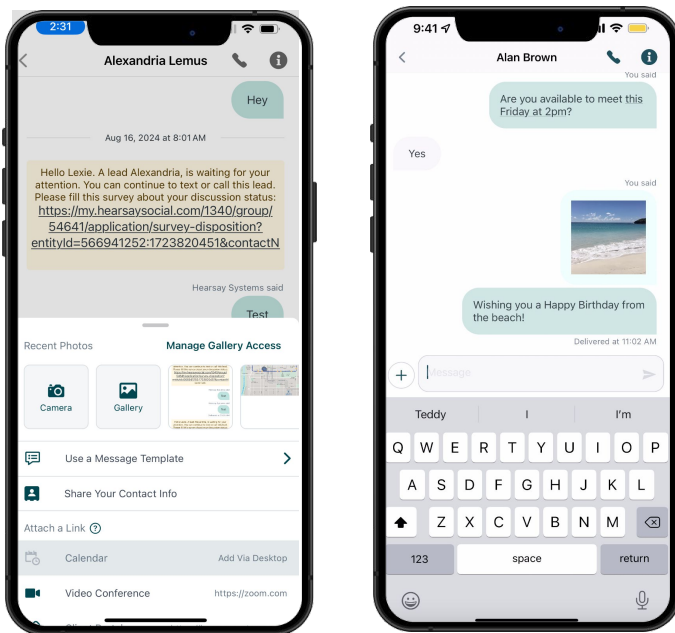 2:31
Alexandria Lemus
Hey
Aug 16, 2024 at 8:01 AM
Hello Lexie. A lead Alexandria, is waiting for your
attention. You can continue to text or call this lead.
Please fill this survey about your discussion status:
https://my.hearsaysocial.com/1340/group/
54641/application/survey-disposition?
entityId=566941252:1723820451&contactN
Hearsay Systems said
Test
Recent Photos
Manage Gallery Access
Camera
Gallery
Use a Message Template
Share Your Contact Info
Attach a Link ?
Calendar
Add Via Desktop
Video Conference
https://zoom.com
9:41
Alan Brown
You said
Are you available to meet this
Friday at 2pm?
Yes
You said
Wishing you a Happy Birthday from
the beach!
Delivered at 11:02 AM
Message
Teddy
I
I'm
Q W E R T Y U I O P
A S D F G H J K L
Z X C V B N M
123
space
return